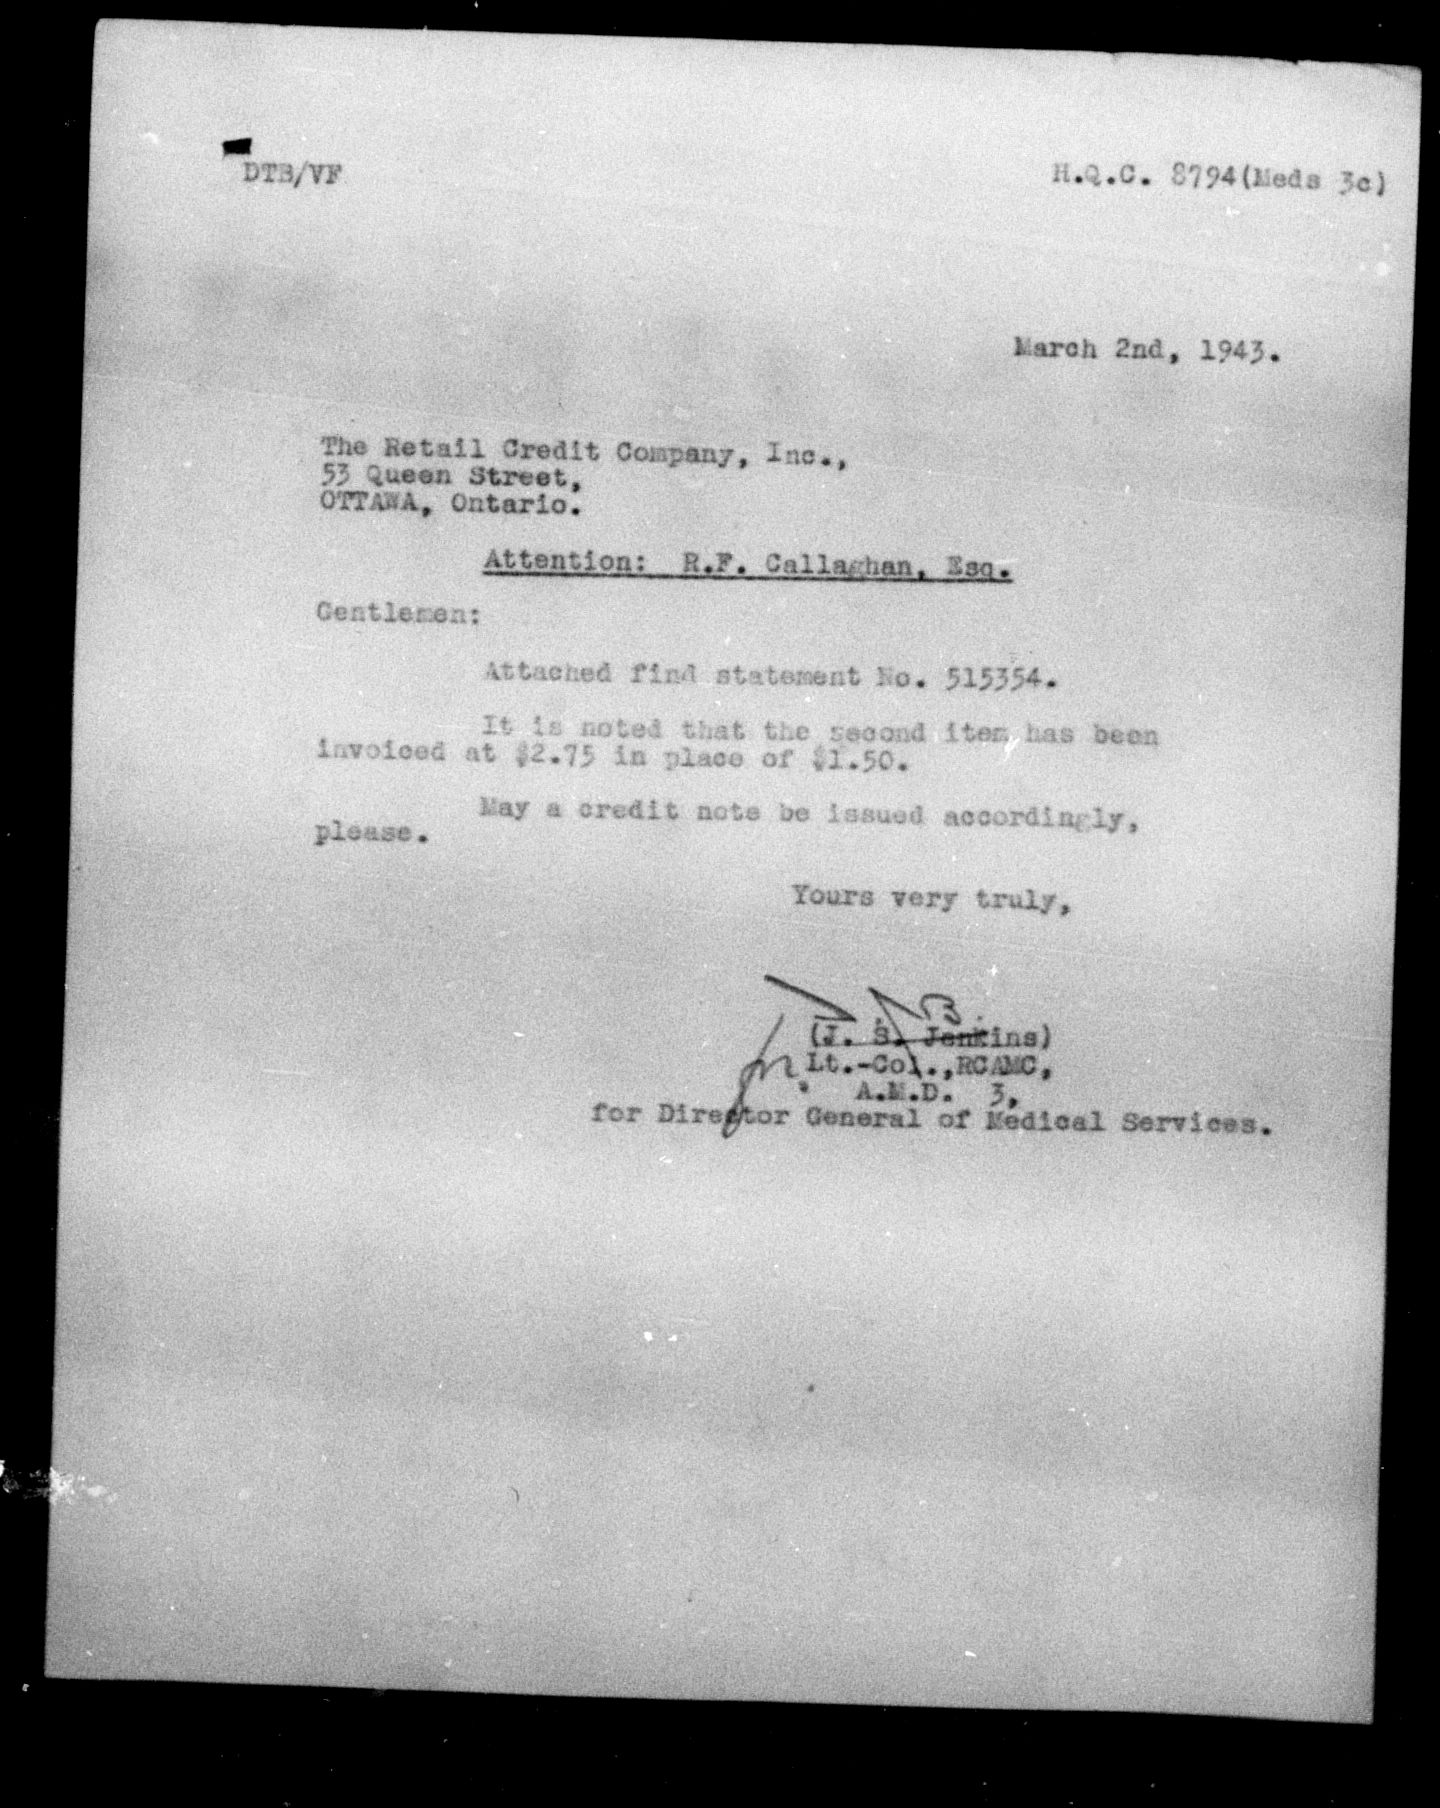 DTB/VF
H.Q.C. 8794(Meds 3c)
March 2nd, 1943.
The Retail Credit Company, Inc.,
53 Queen Street,
OTTAWA, Ontario.
Attention: R.F. Callaghan, Esq.
Gentlemen:
Attached find statement No. 515354.
It is noted that the second item has been
invoiced at $2.75 in place of $1.50.
May a credit note be issued accordingly,
please.
Yours very truly,
(J. S. Jenkins)
for Lt.-Col.,RCAMC,
A.M.D. 3,
for Director General of Medical Services.